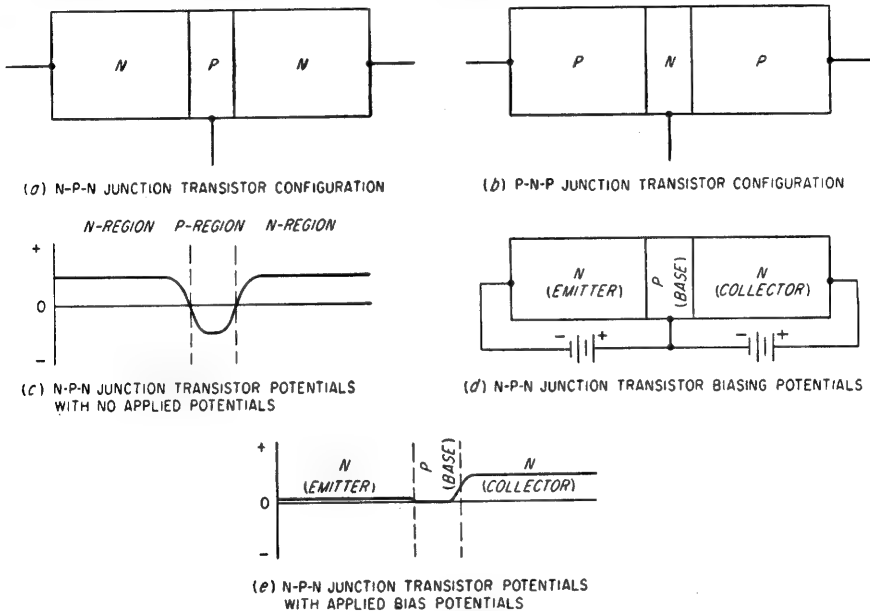 N P N
P N P
(a) N-P-N JUNCTION TRANSISTOR CONFIGURATION
(b) P-N-P JUNCTION TRANSISTOR CONFIGURATION
N-REGION P-REGION N-REGION
+
0
-
(c) N-P-N JUNCTION TRANSISTOR POTENTIALS
WITH NO APPLIED POTENTIALS
N
(EMITTER)
P
(BASE)
N
(COLLECTOR)
- +
- +
(d) N-P-N JUNCTION TRANSISTOR BIASING POTENTIALS
+
0
-
N
(EMITTER)
P
(BASE)
N
(COLLECTOR)
(e) N-P-N JUNCTION TRANSISTOR POTENTIALS
WITH APPLIED BIAS POTENTIALS